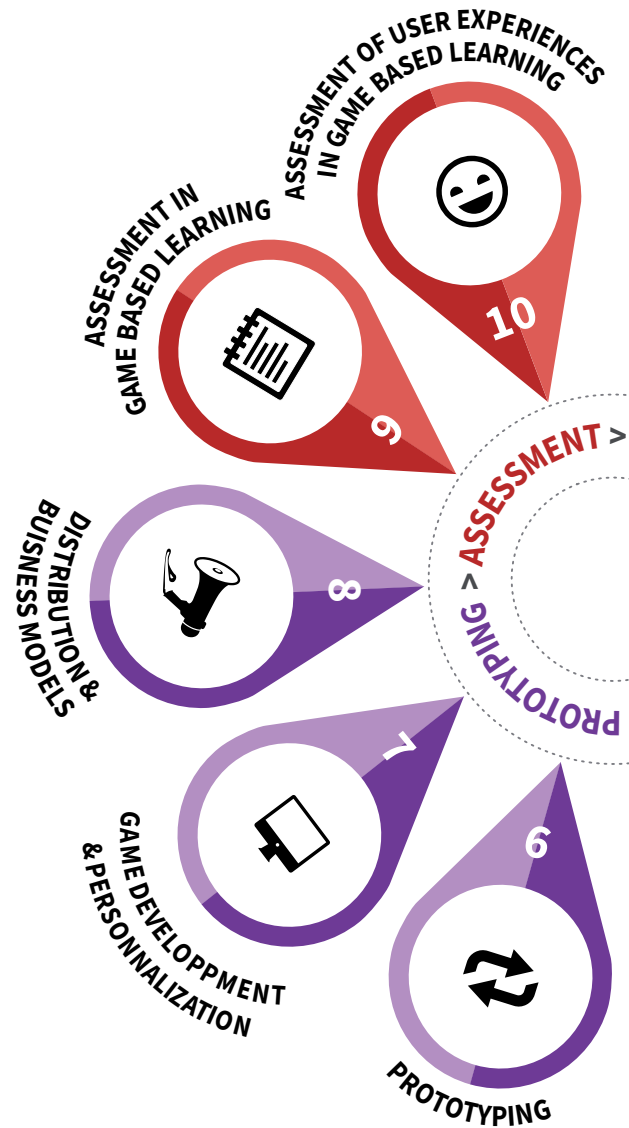 ASSESSMENT OF USER EXPERIENCES
IN GAME BASED LEARNING
10
ASSESSMENT IN
GAME BASED LEARNING
9
ASSESSMENT >
PROTOTYPING >
DISTRIBUTION &
BUISNESS MODELS
8
7
GAME DEVELOPPMENT
& PERSONNALIZATION
6
PROTOTYPING